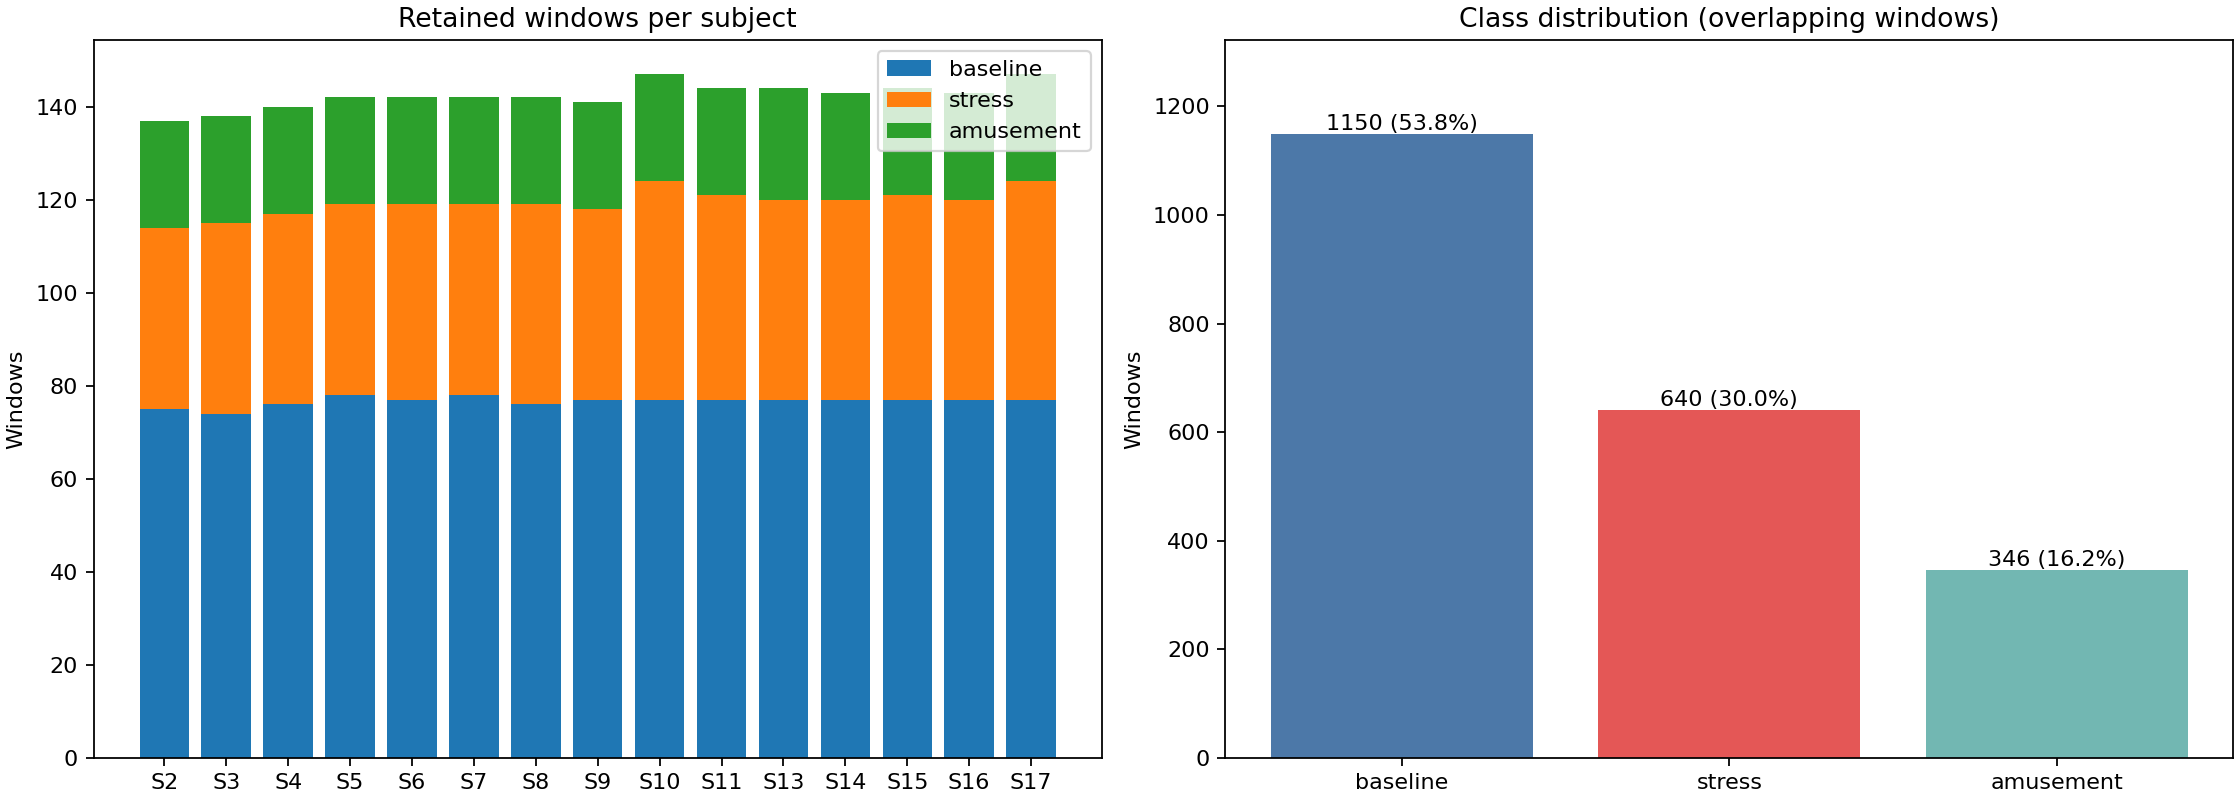 Retained windows per subject
Windows
140
120
100
80
60
40
20
0
S2 S3 S4 S5 S6 S7 S8 S9 S10 S11 S13 S14 S15 S16 S17
baseline
stress
amusement
Class distribution (overlapping windows)
Windows
1200
1000
800
600
400
200
0
1150 (53.8%)
640 (30.0%)
346 (16.2%)
baseline stress amusement